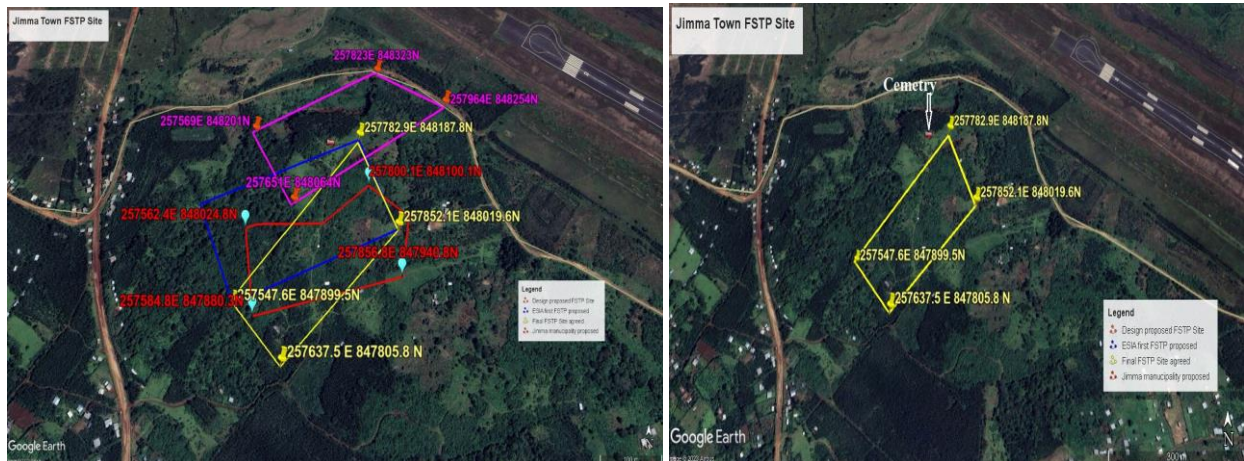 Jimma Town FSTP Site
257823E 848323N
257964E 848254N
257569E 848201N
257782.9E 848187.8N
257651E 848064N
257800.1E 848100.1N
257562.4E 848024.8N
257852.1E 848019.6N
257856.8E 847940.8N
257584.8E 847880.2N
257547.6E 847899.5N
257637.5 E 847805.8 N
Legend
Design proposed FSTP Site
ESIA first FSTP proposed
Final FSTP Site agreed
Jimma manucipality proposed
Google Earth
N
Jimma Town FSTP Site
Cemetry
257782.9E 848187.8N
257852.1E 848019.6N
257547.6E 847899.5N
257637.5 E 847805.8 N
Legend
Design proposed FSTP Site
ESIA first FSTP proposed
Final FSTP Site agreed
Jimma manucipality proposed
Google Earth
300 m
N